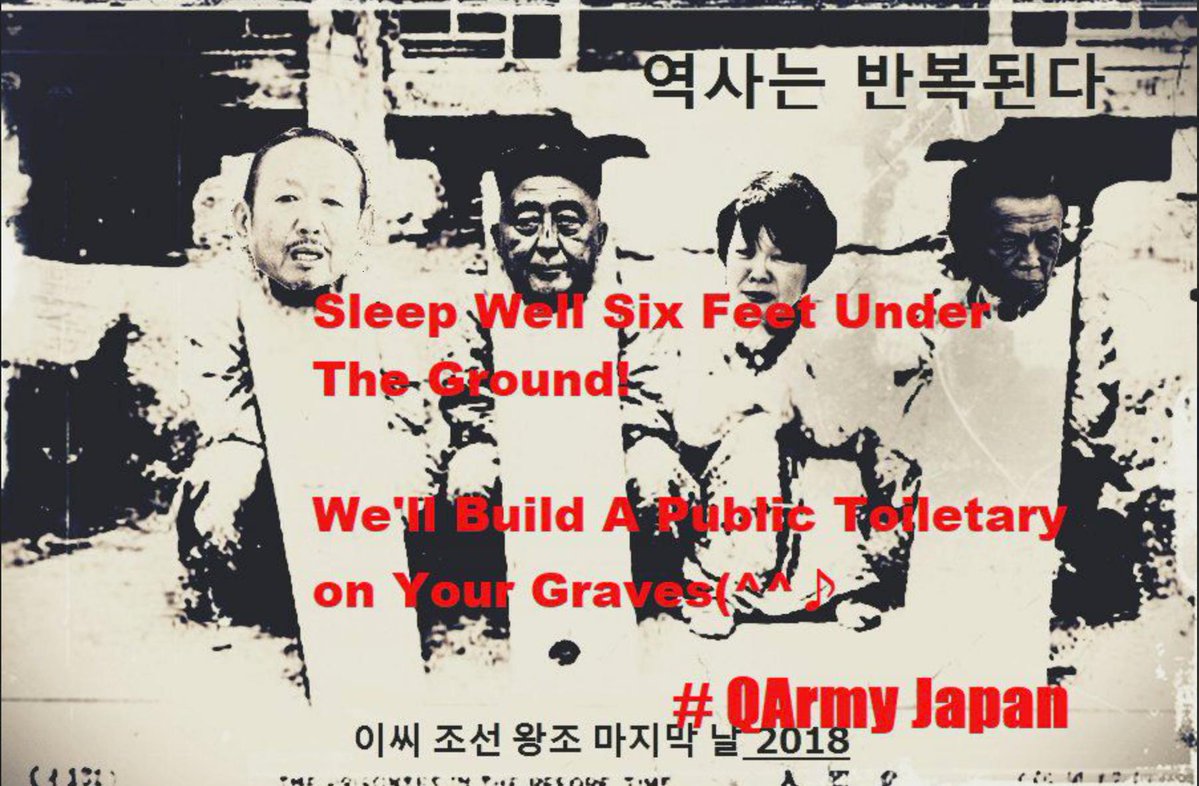 역사는 반복된다
Sleep Well Six Feet Under
The Ground!
We'll Build A Public Toiletary
on Your Graves(^^♪
# QArmy Japan
이씨 조선 왕조 마지막 날 2018